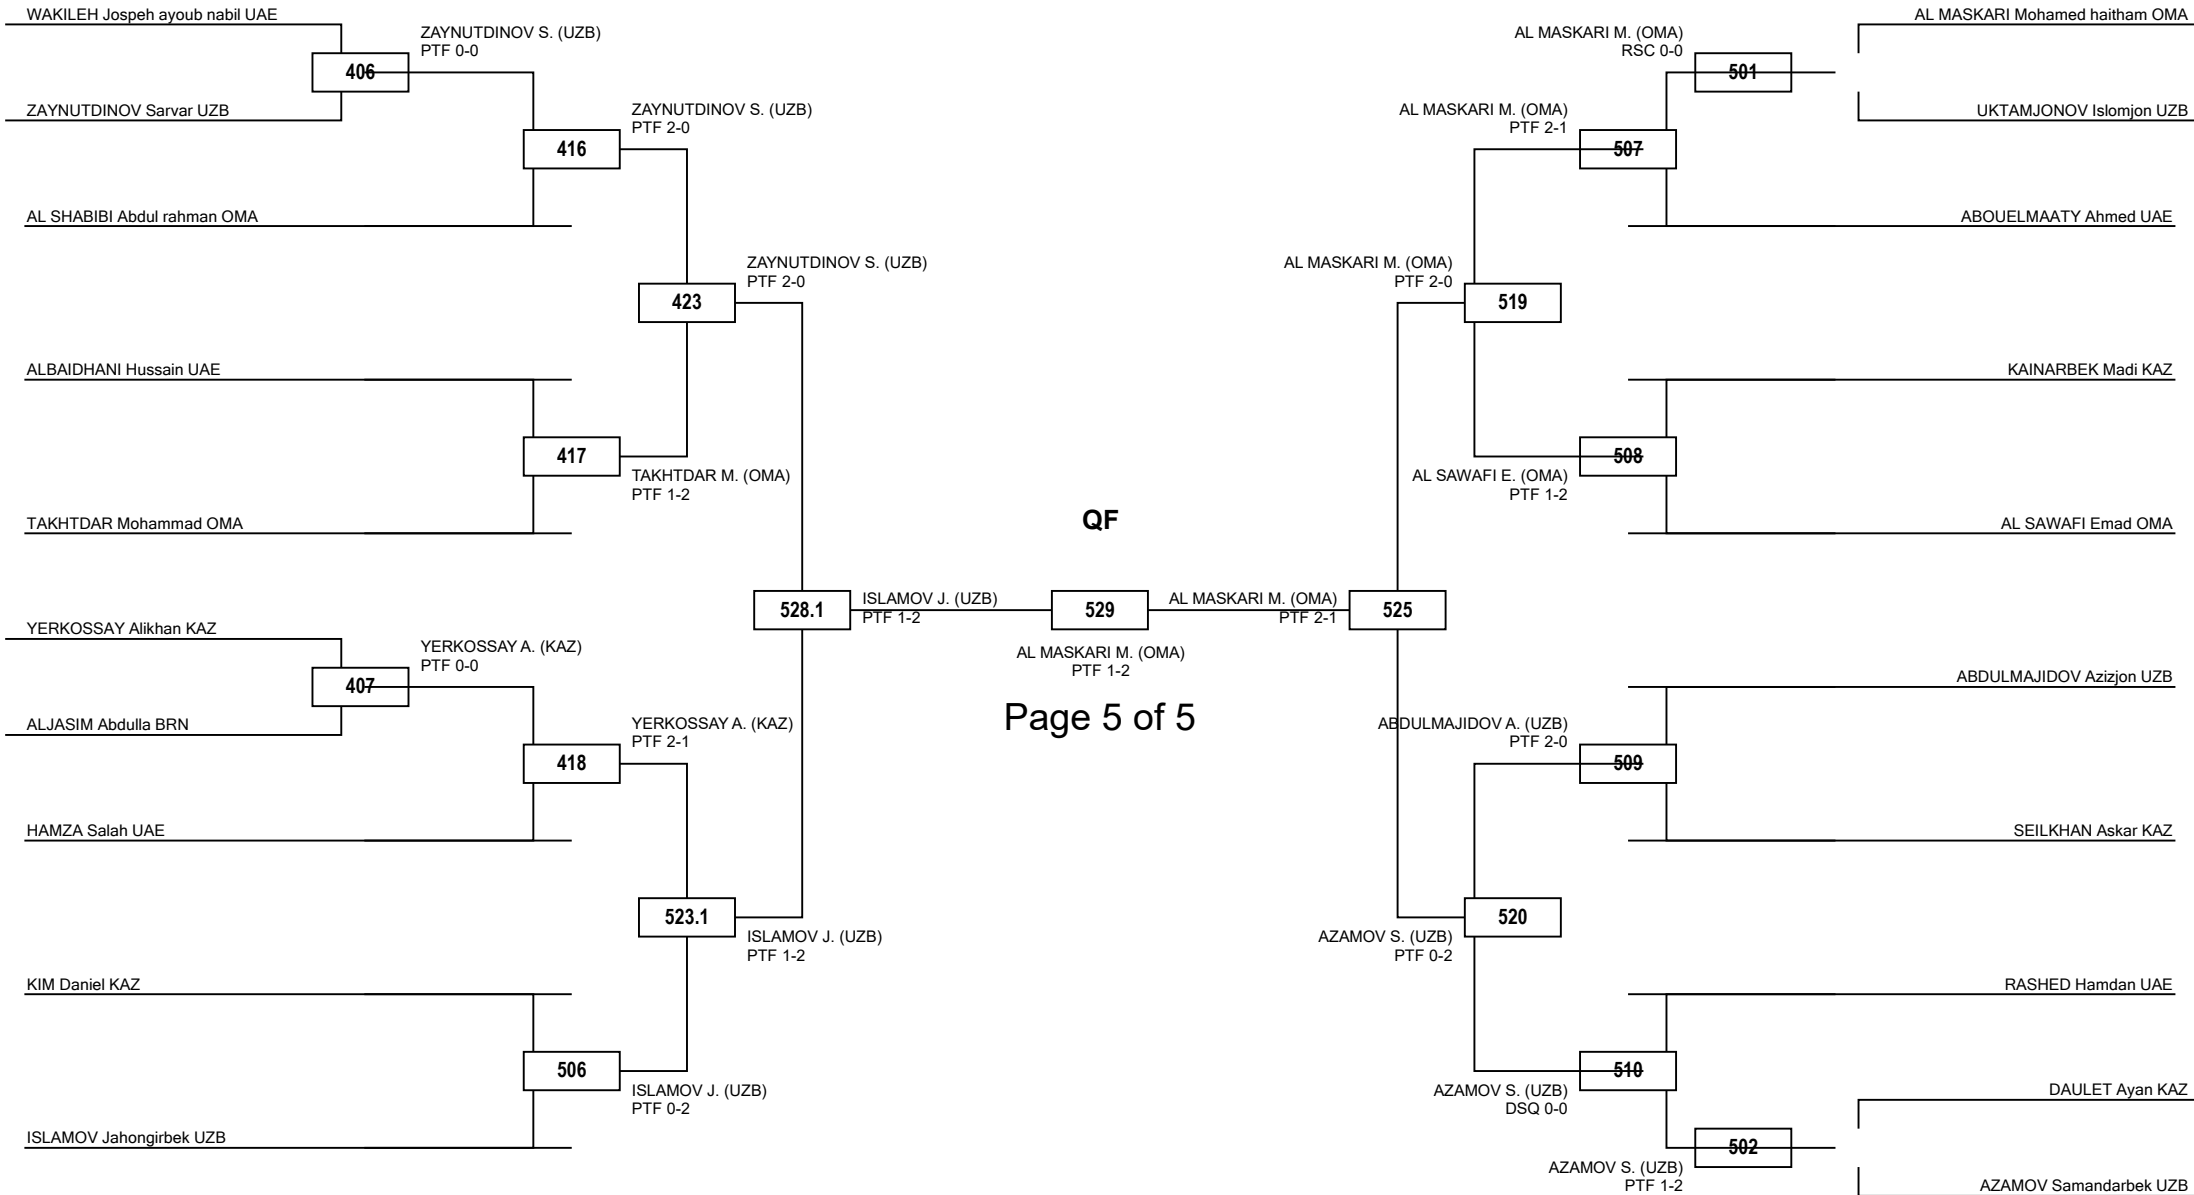 WAKILEH Jospeh ayoub nabil UAE
ZAYNUTDINOV S. (UZB)
PTF 0-0
406
ZAYNUTDINOV Sarvar UZB
ZAYNUTDINOV S. (UZB)
PTF 2-0
416
AL SHABIBI Abdul rahman OMA
ZAYNUTDINOV S. (UZB)
PTF 2-0
423
ALBAIDHANI Hussain UAE
417
TAKHTDAR M. (OMA)
PTF 1-2
TAKHTDAR Mohammad OMA
528.1
ISLAMOV J. (UZB)
PTF 1-2
YERKOSSAY Alikhan KAZ
YERKOSSAY A. (KAZ)
PTF 0-0
407
ALJASIM Abdulla BRN
YERKOSSAY A. (KAZ)
PTF 2-1
418
HAMZA Salah UAE
523.1
ISLAMOV J. (UZB)
PTF 1-2
KIM Daniel KAZ
506
ISLAMOV J. (UZB)
PTF 0-2
ISLAMOV Jahongirbek UZB
QF
529
AL MASKARI M. (OMA)
PTF 1-2
Page 5 of 5
AL MASKARI Mohamed haitham OMA
AL MASKARI M. (OMA)
RSC 0-0
501
UKTAMJONOV Islomjon UZB
AL MASKARI M. (OMA)
PTF 2-1
507
ABOUELMAATY Ahmed UAE
AL MASKARI M. (OMA)
PTF 2-0
519
KAINARBEK Madi KAZ
508
AL SAWAFI E. (OMA)
PTF 1-2
AL SAWAFI Emad OMA
AL MASKARI M. (OMA)
PTF 2-1
525
ABDULMAJIDOV Azizjon UZB
ABDULMAJIDOV A. (UZB)
PTF 2-0
509
SEILKHAN Askar KAZ
520
AZAMOV S. (UZB)
PTF 0-2
RASHED Hamdan UAE
510
AZAMOV S. (UZB)
DSQ 0-0
DAULET Ayan KAZ
502
AZAMOV S. (UZB)
PTF 1-2
AZAMOV Samandarbek UZB